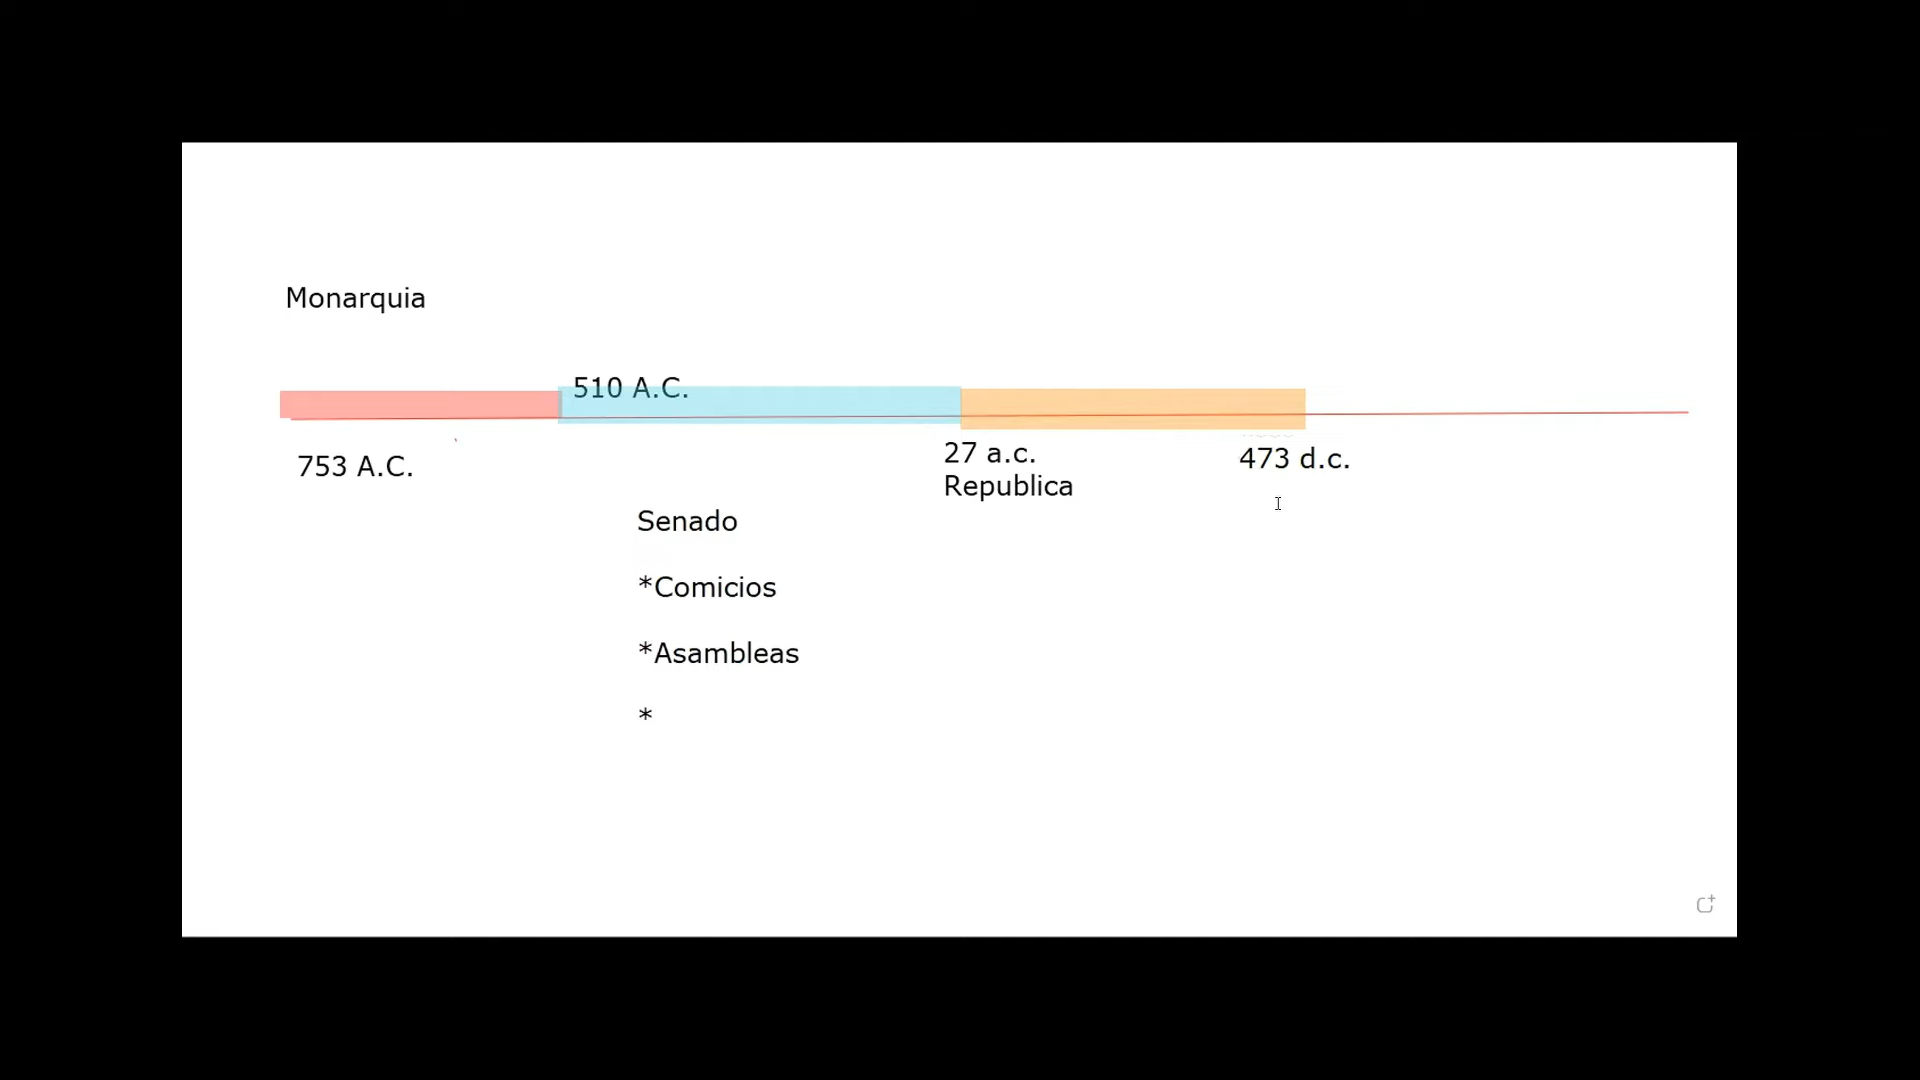 Monarquia
510 A.C.
753 A.C.
27 a.c.
Republica
473 d.c.
Senado
*Comicios
*Asambleas
*